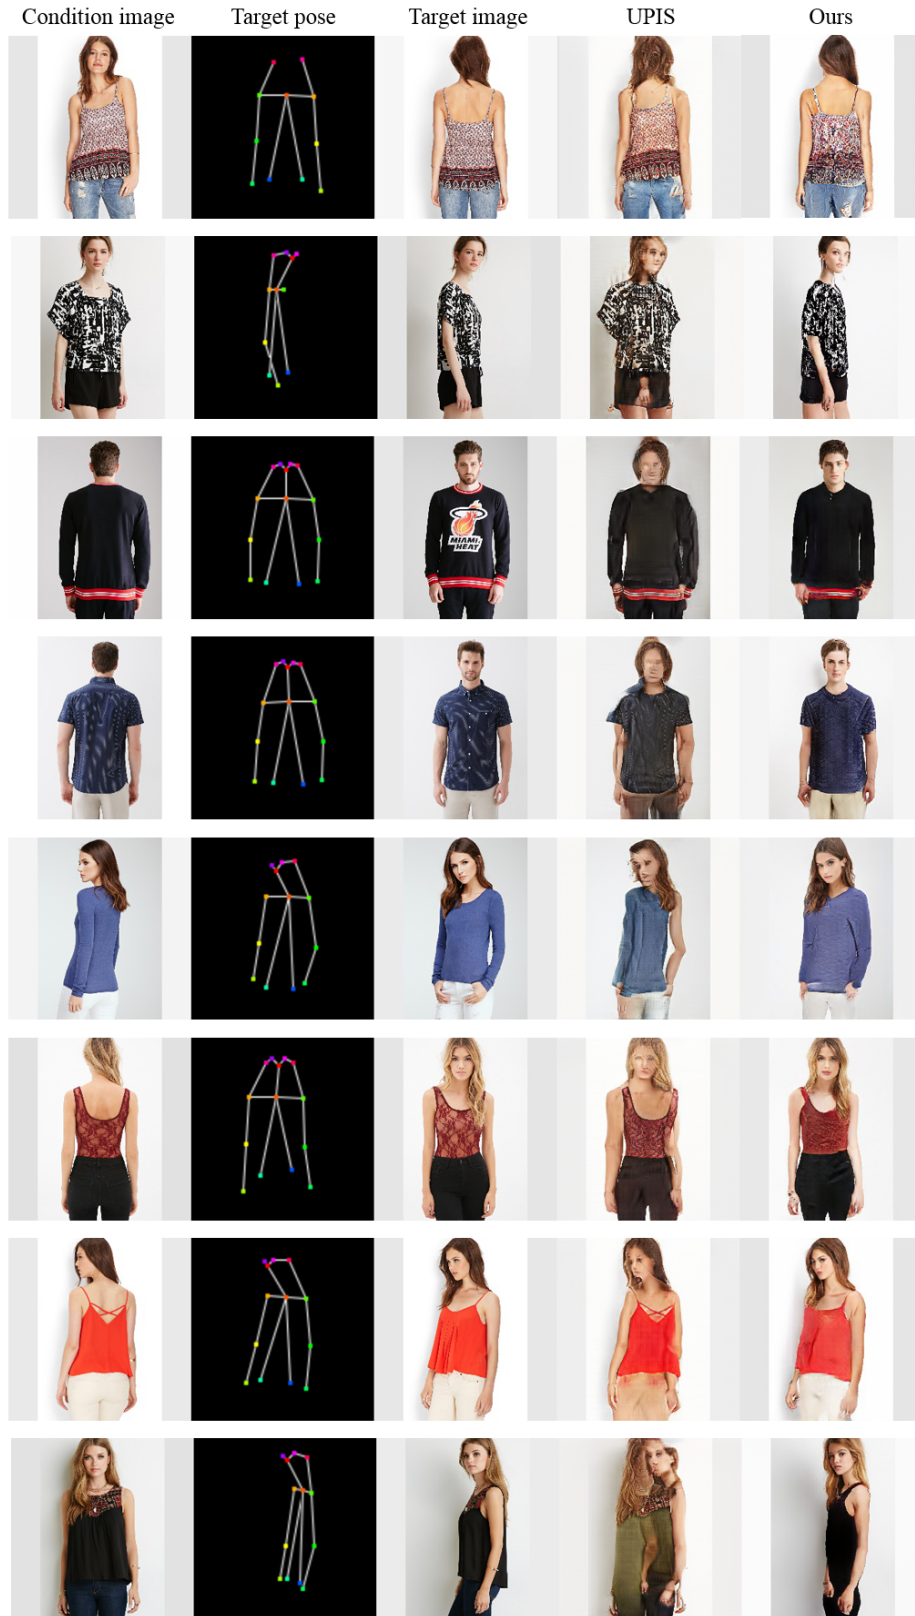 Condition image
Target pose
Target image
UPIS
Ours
MIAMI
HEAT